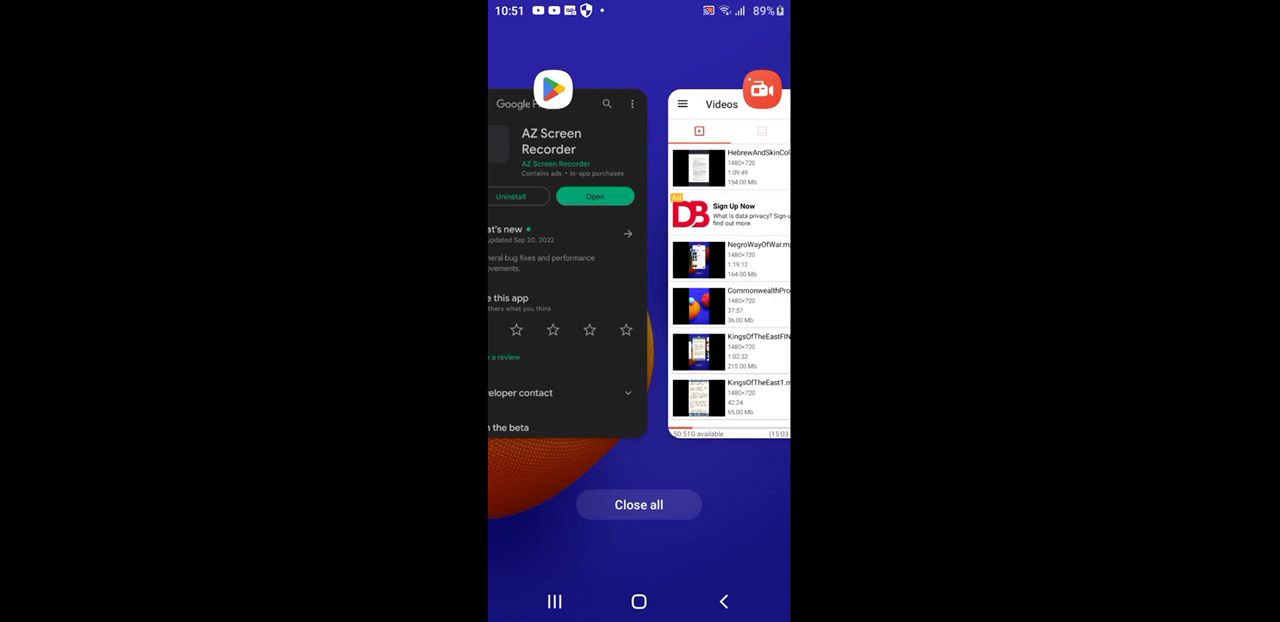 10:51
89%
Google P
AZ Screen
Recorder
AZ Screen Recorder
Contains ads • In-app purchases
Uninstall
Open
at's new
updated Sep 20, 2022
neral bug fixes and performance
ovements.
e this app
thers what you think
e a review
veloper contact
n the beta
Videos
HebrewAndSkinCol
1480×720
1:09:49
154.00 Mb
Ad
DB
Sign Up Now
What is data privacy? Sign-u
find out more.
NegroWayOfWar.m
1480×720
1:19:12
164.00 Mb
CommonwealthPro
1480×720
37:57
36.00 Mb
KingsOfTheEastFIN
1480×720
1:02:32
215.00 Mb
KingsOfTheEast1.m
1480×720
42:24
65.00 Mb
50.51G available
(15:03
Close all